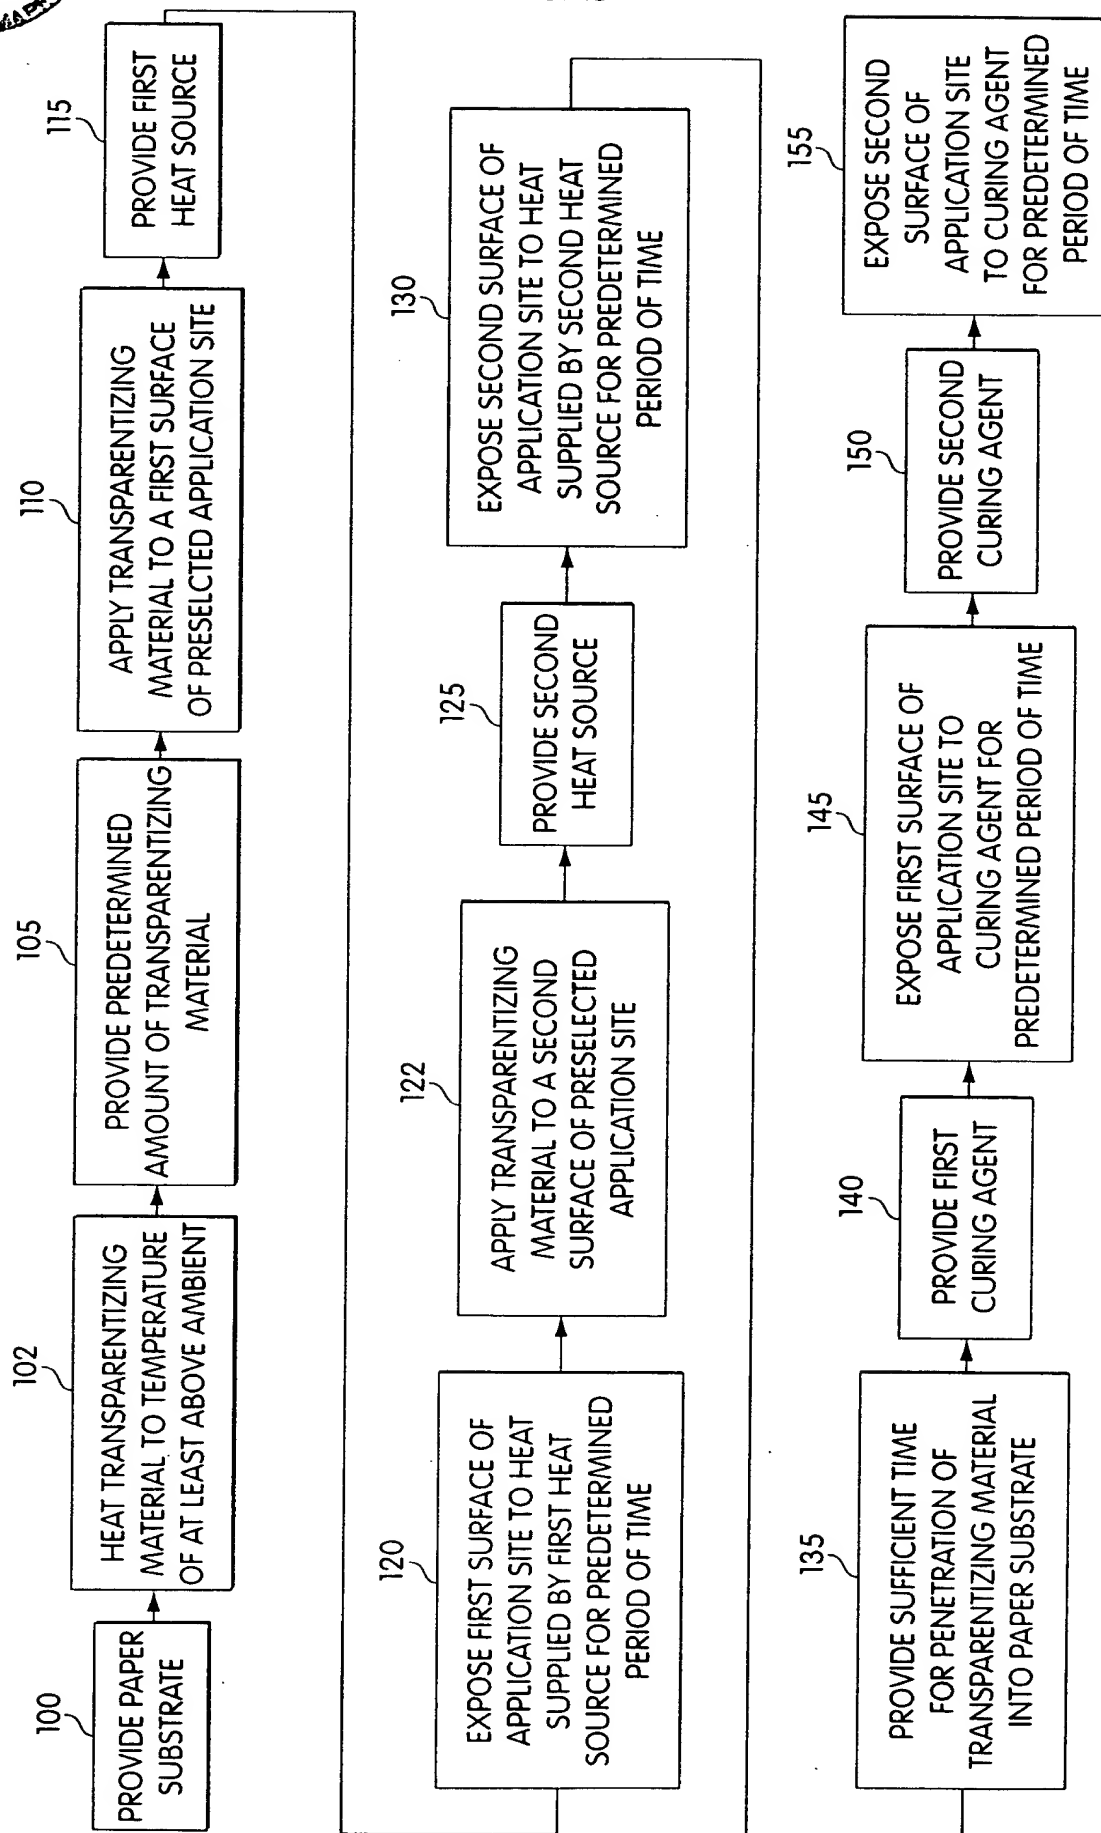 100
PROVIDE PAPER
SUBSTRATE
102
HEAT TRANSPARENTIZING
MATERIAL TO TEMPERATURE
OF AT LEAST ABOVE AMBIENT
105
PROVIDE PREDETERMINED
AMOUNT OF TRANSPARENTIZING
MATERIAL
110
APPLY TRANSPARENTIZING
MATERIAL TO A FIRST SURFACE
OF PRESELCTED APPLICATION SITE
115
PROVIDE FIRST
HEAT SOURCE
120
EXPOSE FIRST SURFACE OF
APPLICATION SITE TO HEAT
SUPPLIED BY FIRST HEAT
SOURCE FOR PREDETERMINED
PERIOD OF TIME
122
APPLY TRANSPARENTIZING
MATERIAL TO A SECOND
SURFACE OF PRESELECTED
APPLICATION SITE
125
PROVIDE SECOND
HEAT SOURCE
130
EXPOSE SECOND SURFACE OF
APPLICATION SITE TO HEAT
SUPPLIED BY SECOND HEAT
SOURCE FOR PREDETERMINED
PERIOD OF TIME
135
PROVIDE SUFFICIENT TIME
FOR PENETRATION OF
TRANSPARENTIZING MATERIAL
INTO PAPER SUBSTRATE
140
PROVIDE FIRST
CURING AGENT
145
EXPOSE FIRST SURFACE OF
APPLICATION SITE TO
CURING AGENT FOR
PREDETERMINED PERIOD OF TIME
150
PROVIDE SECOND
CURING AGENT
155
EXPOSE SECOND
SURFACE OF
APPLICATION SITE
TO CURING AGENT
FOR PREDETERMINED
PERIOD OF TIME